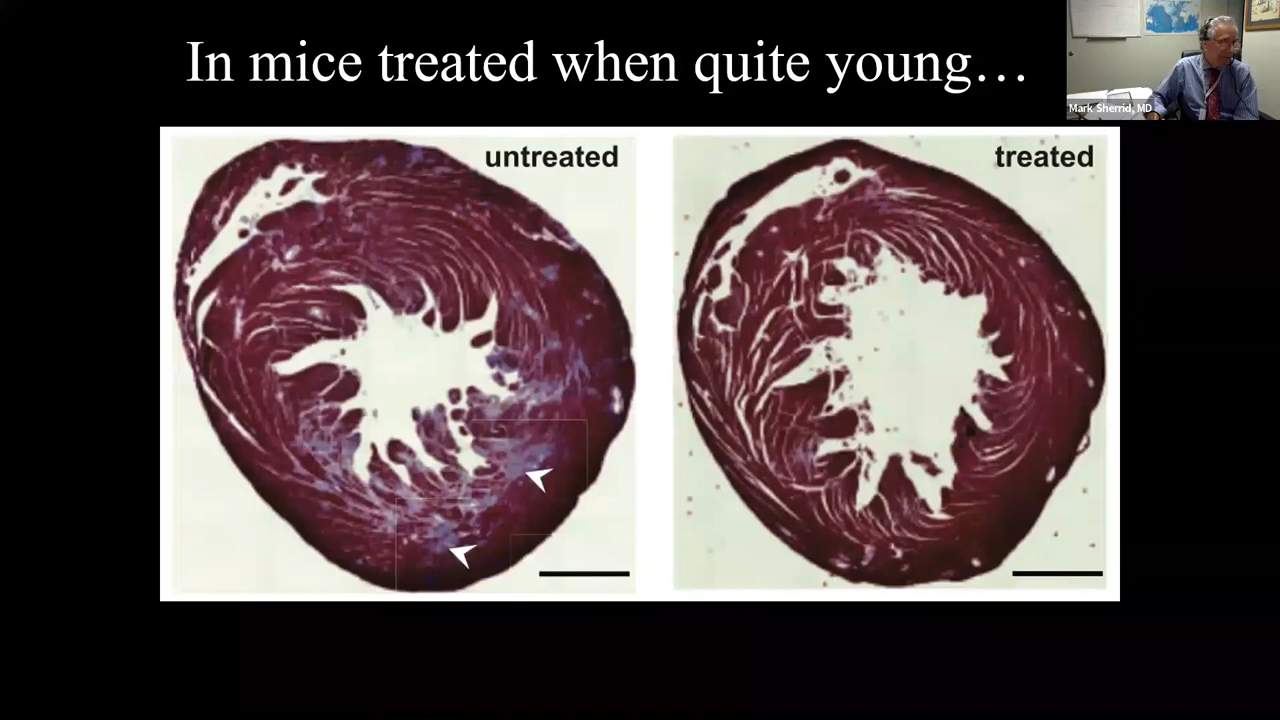 In mice treated when quite young…
Mark Sherrid, MD
untreated
treated